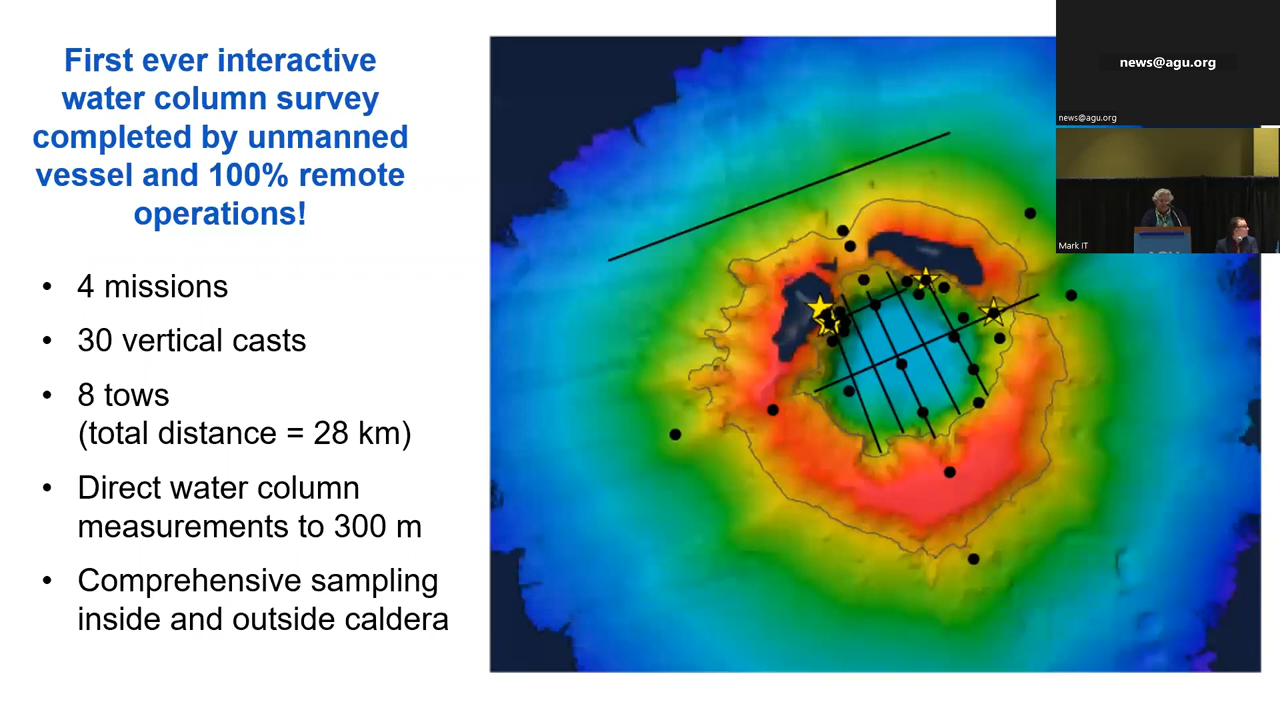 First ever interactive
water column survey
completed by unmanned
vessel and 100% remote
operations!
• 4 missions
• 30 vertical casts
• 8 tows
(total distance = 28 km)
• Direct water column
measurements to 300 m
• Comprehensive sampling
inside and outside caldera
news@agu.org
news@agu.org
Mark IT
AGU